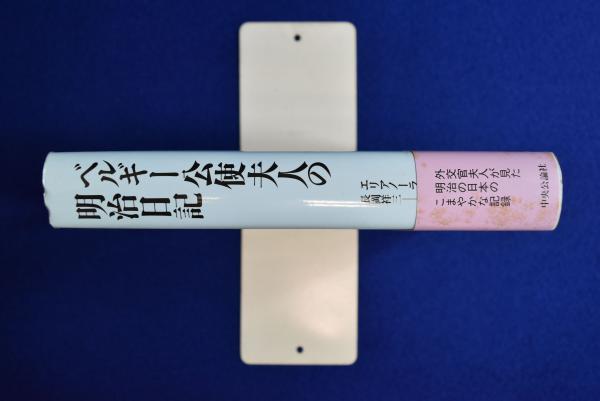 ベルギー公使夫人の
明治日記
エリアノーラ
長岡祥三
外交官夫人が見た
明治の日本の
こまやかな記録
中央公論社